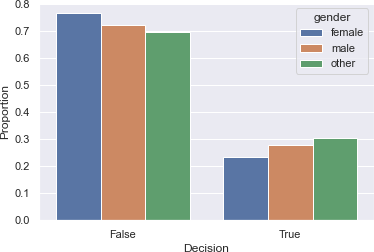 0.8
0.7
0.6
0.5
0.4
0.3
0.2
0.1
0.0
Proportion
gender
female
male
other
False True
Decision